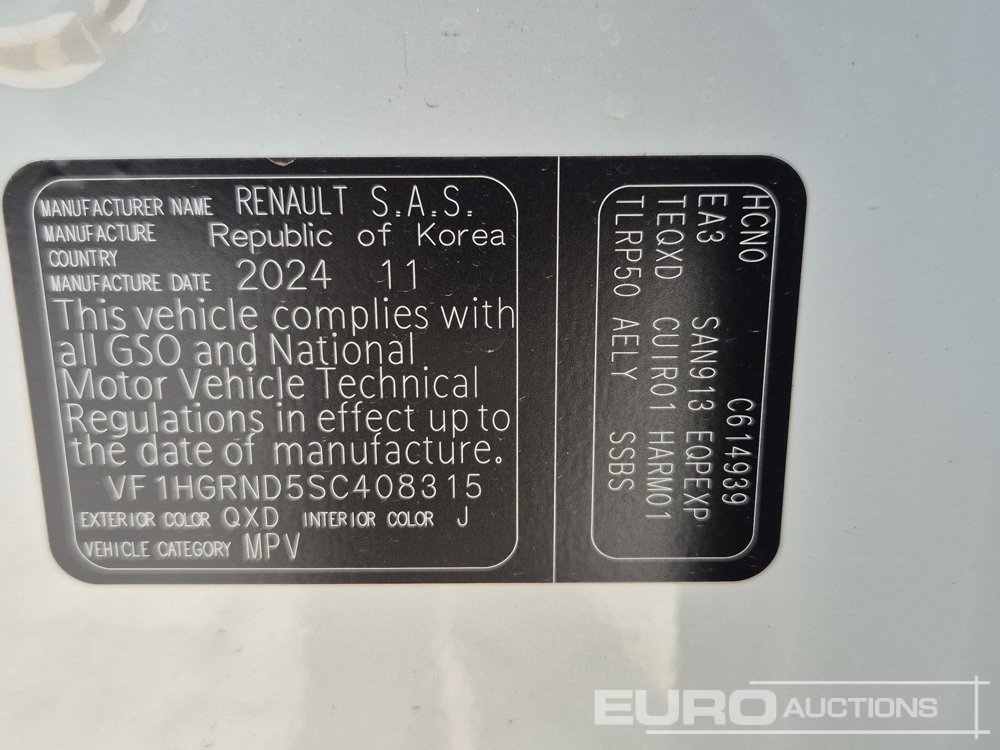 MANUFACTURER NAME RENAULT S.A.S.
MANUFACTURE COUNTRY Republic of Korea
MANUFACTURE DATE 2024 11
This vehicle complies with
all GSO and National
Motor Vehicle Technical
Regulations in effect up to
the date of manufacture.
VF1HGRND5SC408315
EXTERIOR COLOR QXD INTERIOR COLOR J
VEHICLE CATEGORY MPV
HCN0 C614939
EA3 SAN913 EQPEXP
TEQXD CUIR01 HARM01
TLRP50 AELY SSBS
EURO AUCTIONS